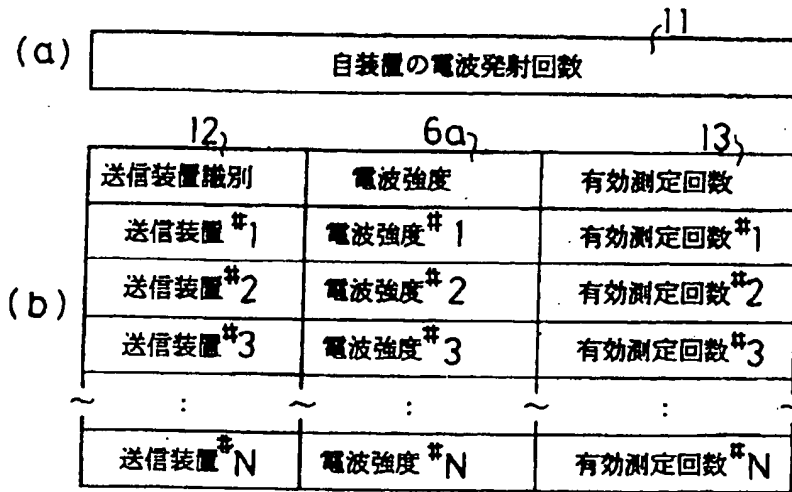 11
(a) 自装置の電波発射回数
12 6a 13
送信装置識別 電波強度 有効測定回数
送信装置#1 電波強度#1 有効測定回数#1
(b) 送信装置#2 電波強度#2 有効測定回数#2
送信装置#3 電波強度#3 有効測定回数#3
~ : ~ : ~ : ~
送信装置#N 電波強度#N 有効測定回数#N